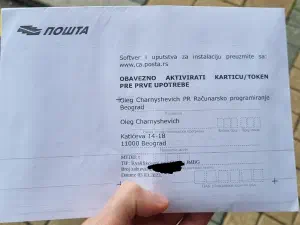 ПОШТА
Softver i uputstva za instalaciju preuzmite sa:
www.ca.posta.rs
OBAVEZNO AKTIVIRATI KARTICU/TOKEN
PRE PRVE UPOTREBE
Oleg Charnyshevich PR Računarsko programiranje
Beograd
Oleg Charnyshevich
Katićeva 14-18
11000 Beograd